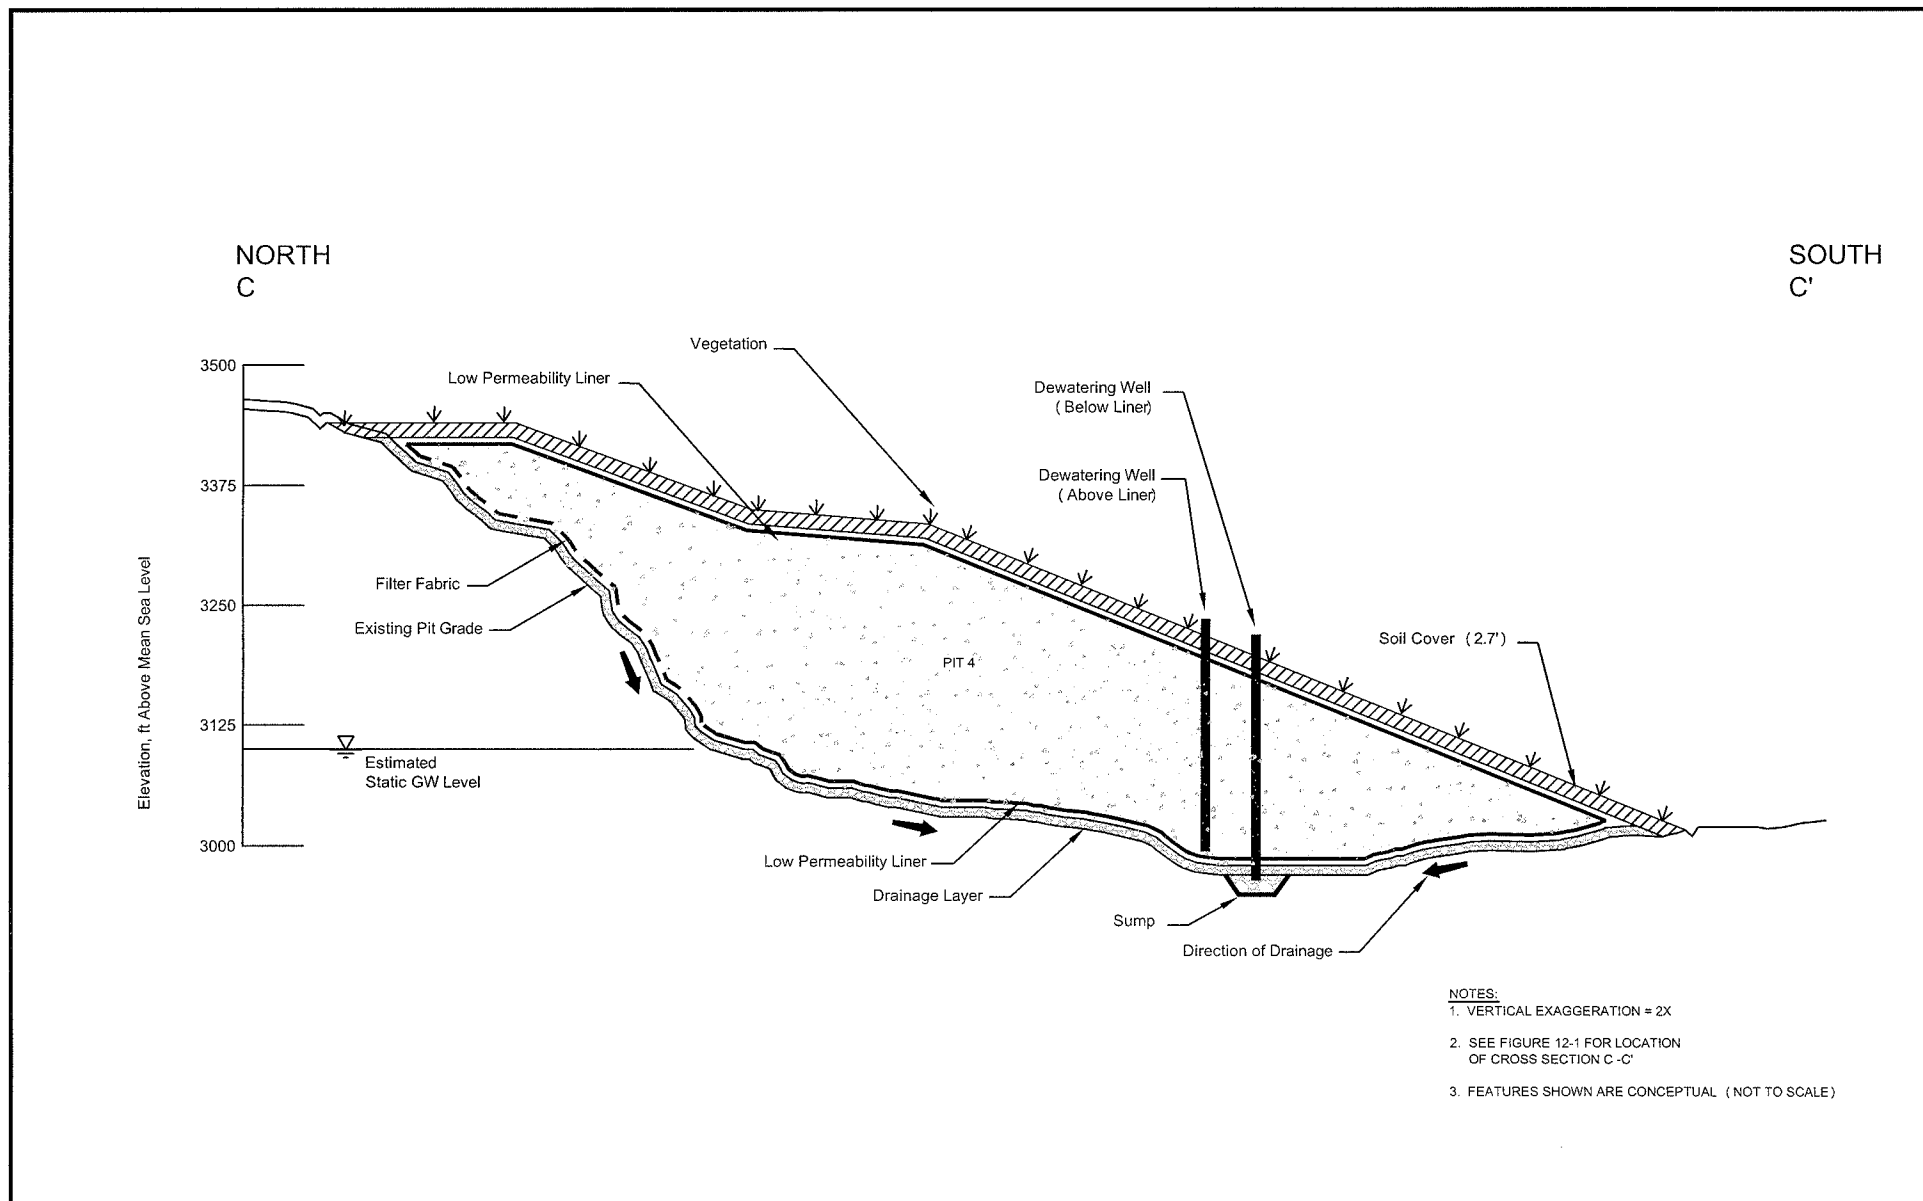 NORTH
C
SOUTH
C'
Vegetation
Low Permeability Liner
Dewatering Well
( Below Liner)
Dewatering Well
( Above Liner)
3500
3375
3250
3125
3000
Elevation, ft Above Mean Sea Level
Filter Fabric
Existing Pit Grade
PIT 4
Soil Cover ( 2.7')
Estimated
Static GW Level
Low Permeability Liner
Drainage Layer
Sump
Direction of Drainage
NOTES:
1. VERTICAL EXAGGERATION = 2X
2. SEE FIGURE 12-1 FOR LOCATION
OF CROSS SECTION C -C'
3. FEATURES SHOWN ARE CONCEPTUAL ( NOT TO SCALE)